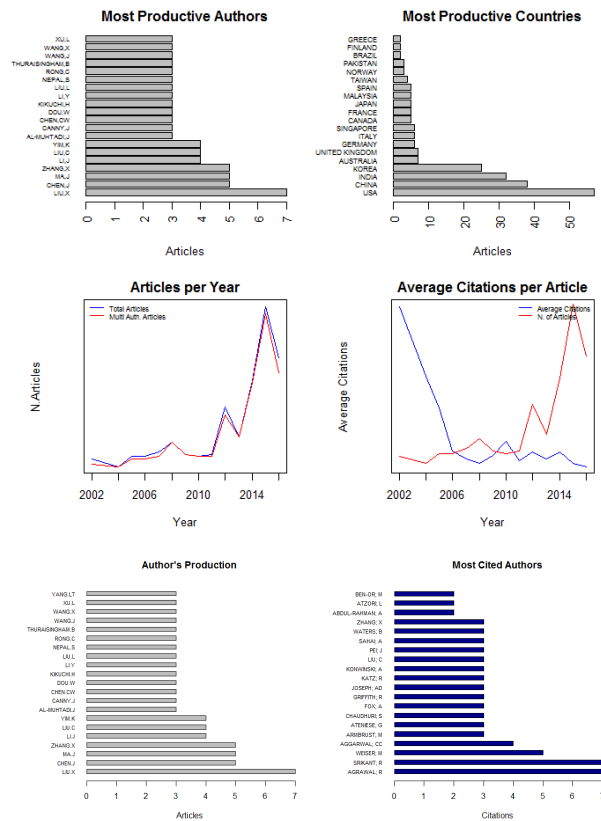 Most Productive Authors
XU,L
WANG,X
WANG,J
THURAISINGHAM,B
RONG,C
NEPAL,S
LIU,L
LI,Y
KIKUCHI,H
DOU,W
CHEN,CW
CANNY,J
AL-MUHTADI,J
YIM,K
LIU,C
LI,J
ZHANG,X
MA,J
CHEN,J
LIU,X
0 1 2 3 4 5 6 7
Articles
Most Productive Countries
GREECE
FINLAND
BRAZIL
PAKISTAN
NORWAY
TAIWAN
SPAIN
MALAYSIA
JAPAN
FRANCE
CANADA
SINGAPORE
ITALY
GERMANY
UNITED KINGDOM
AUSTRALIA
KOREA
INDIA
CHINA
USA
0 10 20 30 40 50
Articles
Articles per Year
Total Articles
Multi Auth. Articles
N.Articles
2002 2006 2010 2014
Year
Average Citations per Article
Average Citations
N. of Articles
Average Citations
2002 2006 2010 2014
Year
Author's Production
YANG,LT
XU,L
WANG,X
WANG,J
THURAISINGHAM,B
RONG,C
NEPAL,S
LIU,L
LI,Y
KIKUCHI,H
DOU,W
CHEN,CW
CANNY,J
AL-MUHTADI,J
YIM,K
LIU,C
LI,J
ZHANG,X
MA,J
CHEN,J
LIU,X
0 1 2 3 4 5 6 7
Articles
Most Cited Authors
BEN-OR; M
ATZORI; L
ABDUL-RAHMAN; A
ZHANG; X
WATERS; B
SAHAI; A
PEI; J
LIU; C
KONWINSKI; A
KATZ; R
JOSEPH; AD
GRIFFITH; R
FOX; A
CHAUDHURI; S
ATENIESE; G
ARMBRUST; M
AGGARWAL; CC
WEISER; M
SRIKANT; R
AGRAWAL; R
0 1 2 3 4 5 6 7
Citations